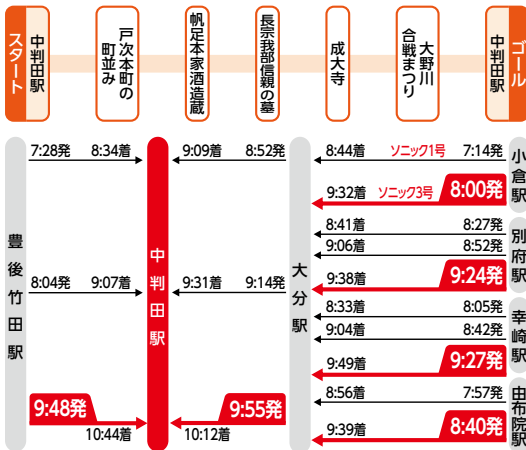 スタート
中判田駅
戸次本町の
町並み
帆足本家酒造蔵
長宗我部信親の墓
成大寺
大野川
合戦まつり
中判田駅
ゴール
豊後竹田駅
7:28発 8:34着
8:04発 9:07着
9:48発
10:44着
中判田駅
9:09着 8:52発
9:31着 9:14発
9:55発
10:12着
大分駅
8:44着 ソニック1号 7:14発
9:32着 ソニック3号 8:00発
小倉駅
8:41着 8:27発
9:06着 8:52発
9:38着 9:24発
別府駅
8:33着 8:05発
9:04着 8:42発
9:49着 9:27発
幸崎駅
8:56着 7:57発
9:39着 8:40発
由布院駅